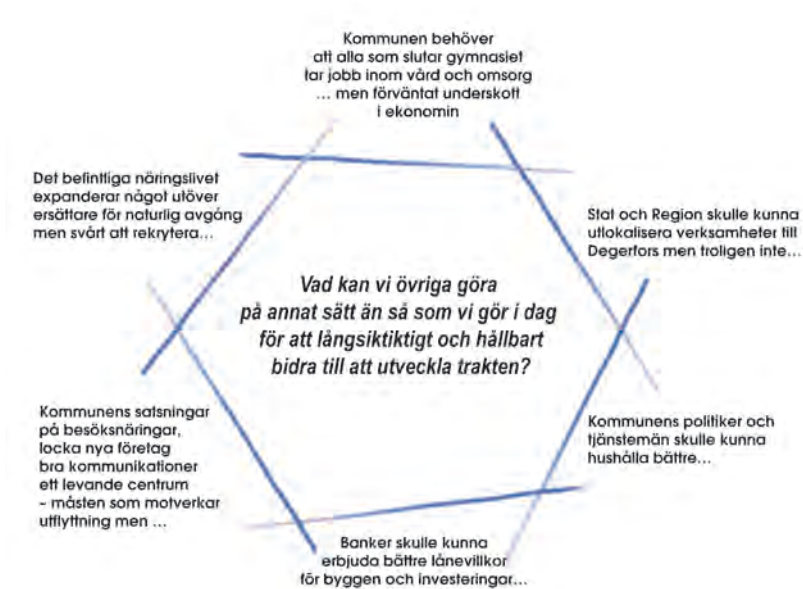 Kommunen behöver
att alla som slutar gymnasiet
tar jobb inom vård och omsorg
... men förväntat underskott
i ekonomin
Det befintliga näringslivet
expanderar något utöver
ersättare för naturlig avgång
men svårt att rekrytera...
Stat och Region skulle kunna
utlokalisera verksamheter till
Degerfors men troligen inte...
Vad kan vi övriga göra
på annat sätt än så som vi gör i dag
för att långsiktiktigt och hållbart
bidra till att utveckla trakten?
Kommunens satsningar
på besöksnäringar,
locka nya företag
bra kommunikationer
ett levande centrum
– måsten som motverkar
utflyttning men ...
Kommunens politiker och
tjänstemän skulle kunna
hushålla bättre...
Banker skulle kunna
erbjuda bättre lånevillkor
för byggen och investeringar...